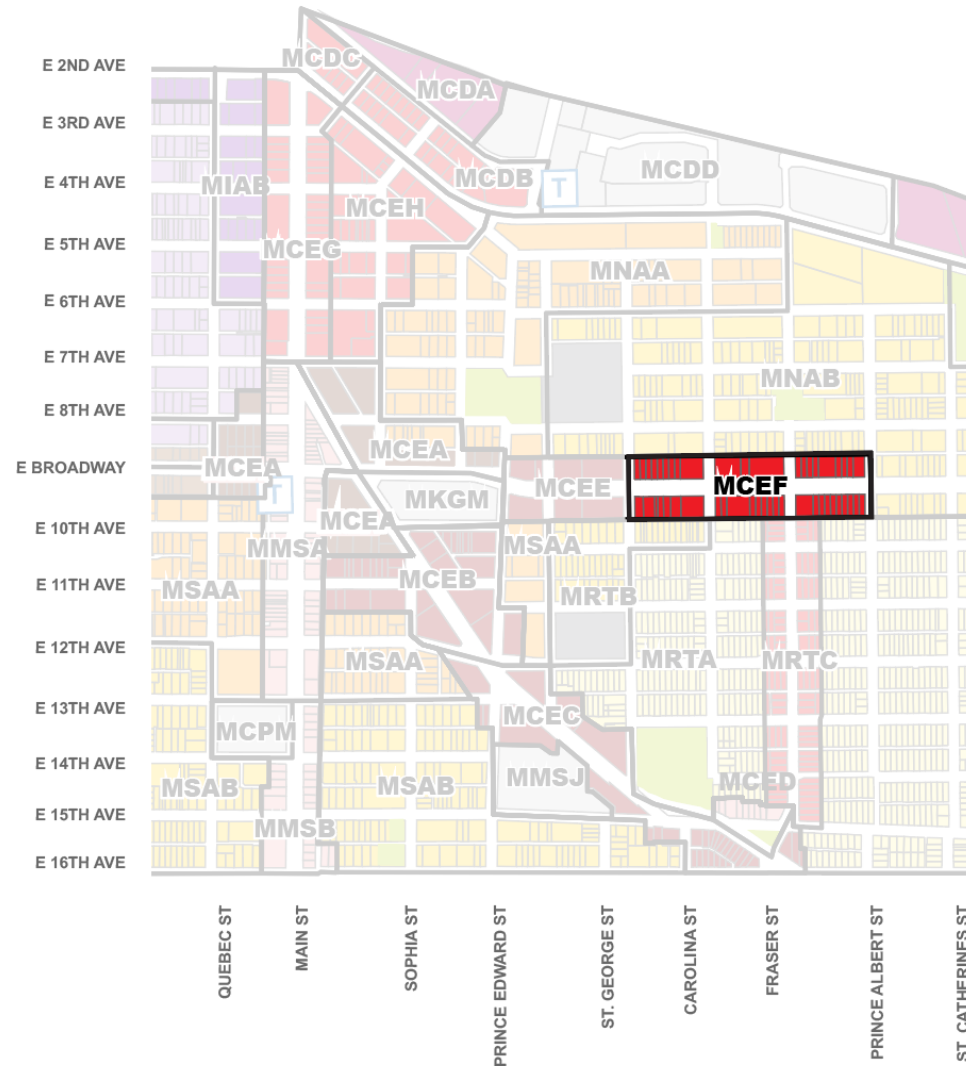 MCDC
E 2ND AVE
MCDA
E 3RD AVE
MCDD
E 4TH AVE
MIAB
MCDB
T
MCEH
E 5TH AVE
MCEG
MNAA
E 6TH AVE
E 7TH AVE
MNAB
E 8TH AVE
MCEA
E BROADWAY
MCEA
MCEE
MCEF
T
MKGM
MCEA
E 10TH AVE
MMSA
MSAA
E 11TH AVE
MSAA
MCEB
MRTB
E 12TH AVE
MSAA
MRTA
MRTC
E 13TH AVE
MCPM
MCEC
E 14TH AVE
MSAB
MSAB
MMSJ
MCED
E 15TH AVE
MMSB
E 16TH AVE
QUEBEC ST
MAIN ST
SOPHIA ST
PRINCE EDWARD ST
ST. GEORGE ST
CAROLINA ST
FRASER ST
PRINCE ALBERT ST
ST. CATHERINES ST